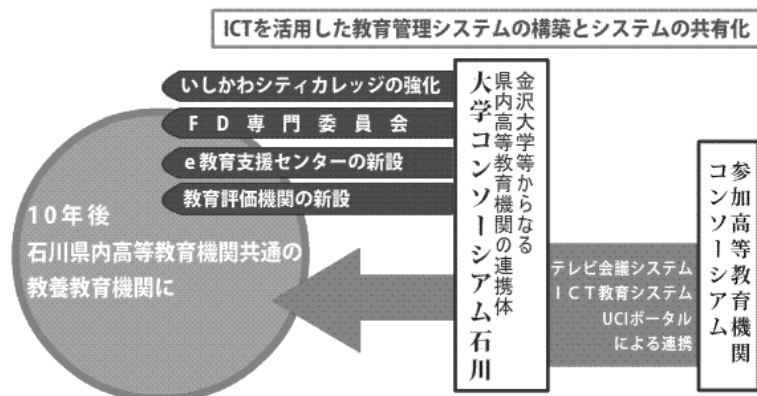 ICTを活用した教育管理システムの構築とシステムの共有化
いしかわシティカレッジの強化
FD専門委員会
e教育支援センターの新設
教育評価機関の新設
10年後
石川県内高等教育機関共通の
教養教育機関に
金沢大学等からなる
県内高等教育機関の連携体
大学コンソーシアム石川
テレビ会議システム
ICT教育システム
UCIポータル
による連携
参加高等教育機関
コンソーシアム